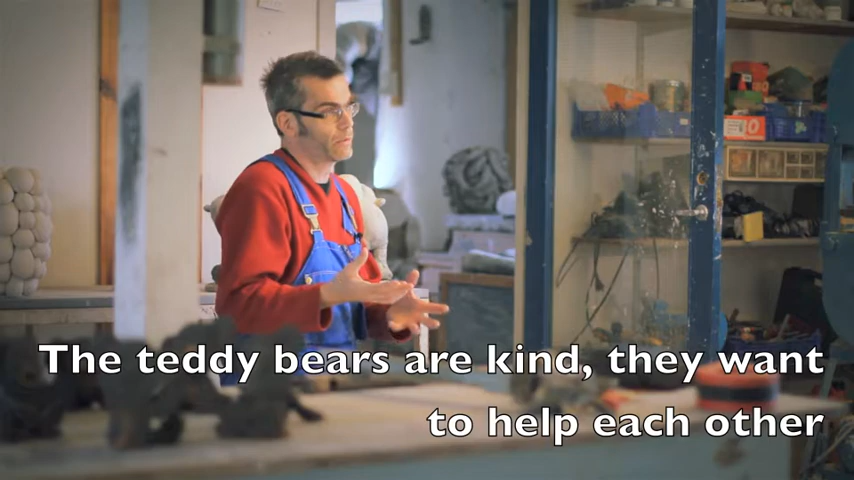 The teddy bears are kind, they want
to help each other